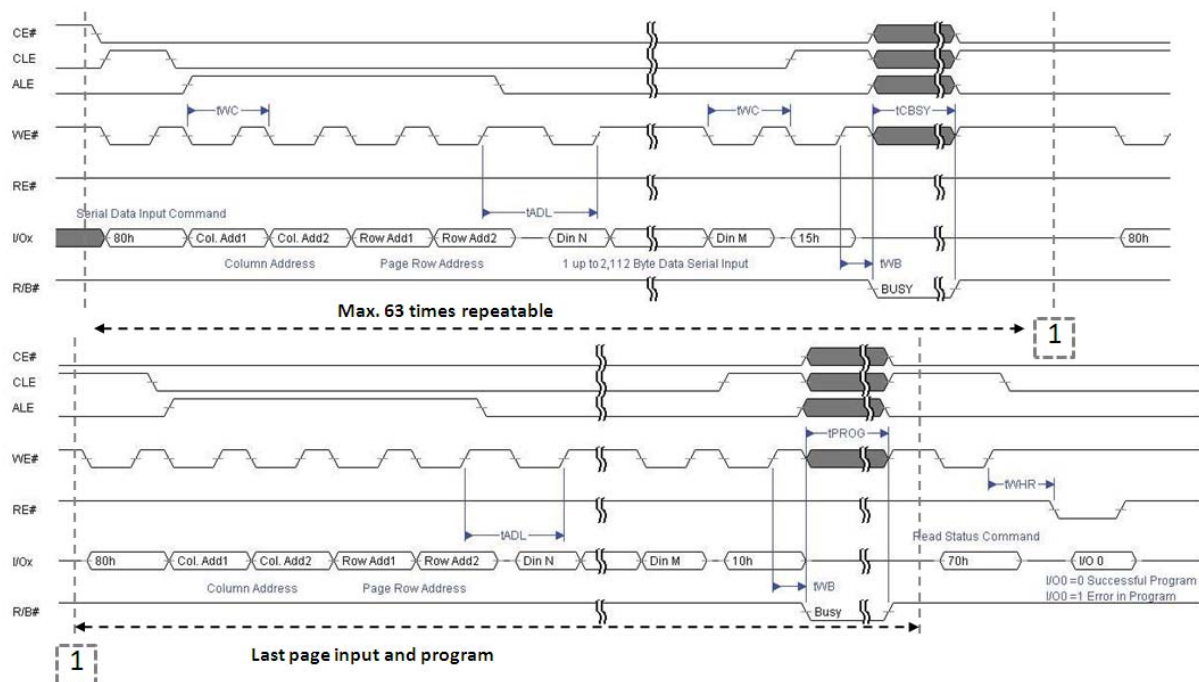 CE#
CLE
ALE
tWC tWC tCBSY
WE#
RE#
tADL
Serial Data Input Command
I/Ox 80h Col. Add1 Col. Add2 Row Add1 Row Add2 Din N Din M 15h 80h
Column Address Page Row Address 1 up to 2,112 Byte Data Serial Input tWB
R/B# BUSY
Max. 63 times repeatable 1
CE#
CLE
ALE
tPROG
WE#
tWHR
RE#
tADL Read Status Command
I/Ox 80h Col. Add1 Col. Add2 Row Add1 Row Add2 Din N Din M 10h 70h I/O 0
Column Address Page Row Address tWB I/O0 =0 Successful Program
I/O0 =1 Error in Program
R/B# Busy
1 Last page input and program